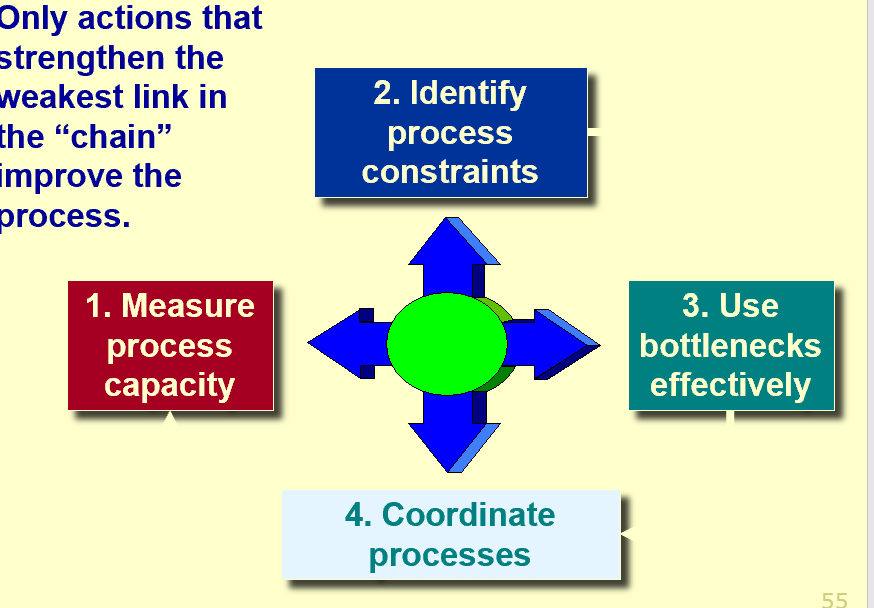 Only actions that
strengthen the
weakest link in
the “chain”
improve the
process.
2. Identify
process
constraints
1. Measure
process
capacity
3. Use
bottlenecks
effectively
4. Coordinate
processes
55